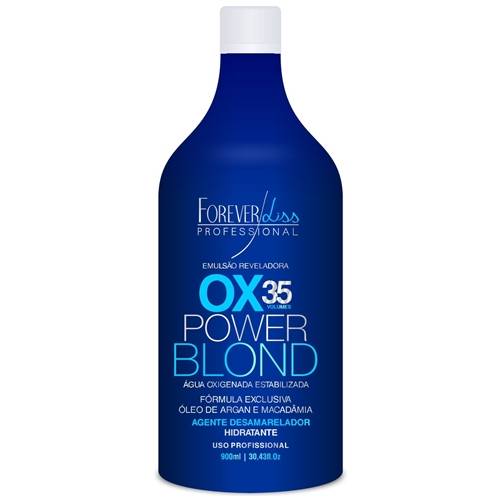 FOREVER Liss
PROFESSIONAL
EMULSÃO REVELADORA
OX 35
VOLUMES
POWER
BLOND
ÁGUA OXIGENADA ESTABILIZADA
FÓRMULA EXCLUSIVA
ÓLEO DE ARGAN E MACADÂMIA
AGENTE DESAMARELADOR
HIDRATANTE
USO PROFISSIONAL
900ml | 30.43fl.Oz